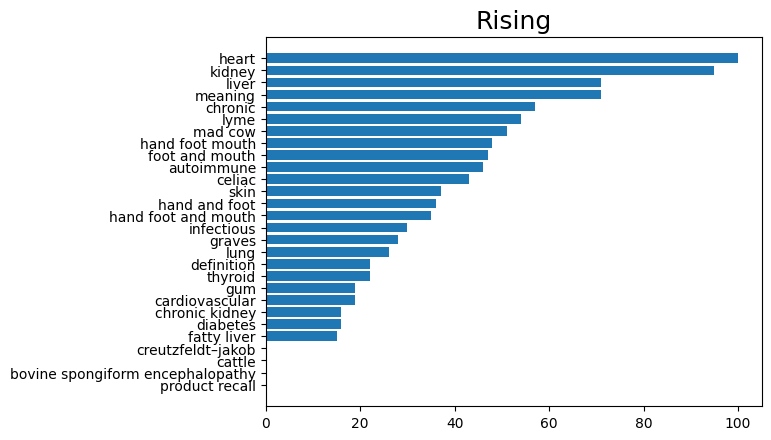 Rising
heart
kidney
liver
meaning
chronic
lyme
mad cow
hand foot mouth
foot and mouth
autoimmune
celiac
skin
hand and foot
hand foot and mouth
infectious
graves
lung
definition
thyroid
gum
cardiovascular
chronic kidney
diabetes
fatty liver
creutzfeldt–jakob
cattle
bovine spongiform encephalopathy
product recall
0 20 40 60 80 100